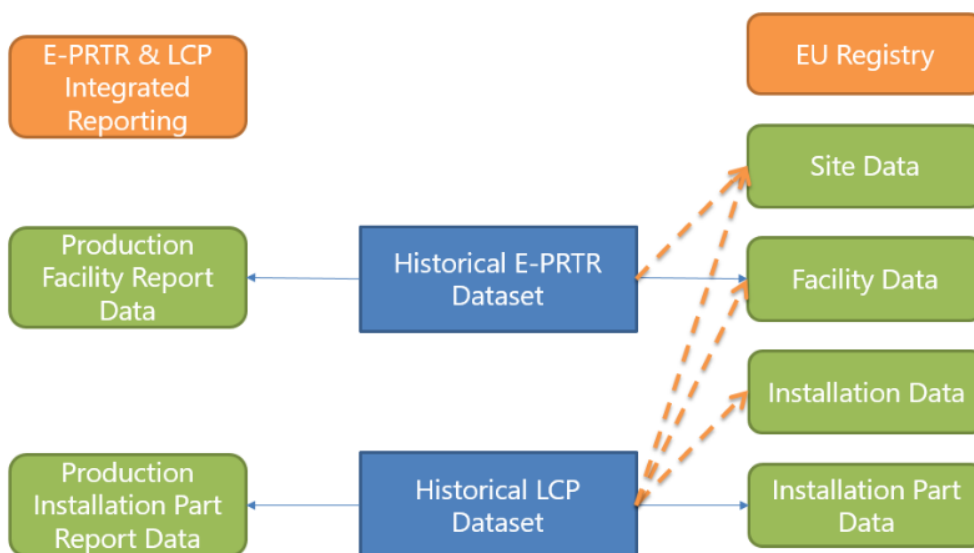 E-PRTR & LCP
Integrated
Reporting
EU Registry
Site Data
Production
Facility Report
Data
Historical E-PRTR
Dataset
Facility Data
Installation Data
Production
Installation Part
Report Data
Historical LCP
Dataset
Installation Part
Data